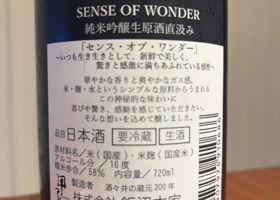 SENSE OF WONDER
純米吟醸生原酒直汲み
「センス・オブ・ワンダー」
〜いつも生き生きとして、新鮮で美しく、
驚きと感激に満ちあふれている感性〜
華やかな香りと爽やかなガス感。
米・麹・水というシンプルな原料からうまれる
この神秘的な味わいに
喜びや驚き、感動を感じていただきたい、
そんな想いを込めて醸しました。
品目 日本酒 要冷蔵 生酒
原材料名／米(国産)・米麹(国産米)
アルコール分 16度
精米歩合／58% 内容量／720ml
製造者 酒々井の蔵元300年
株式会社飯沼本家